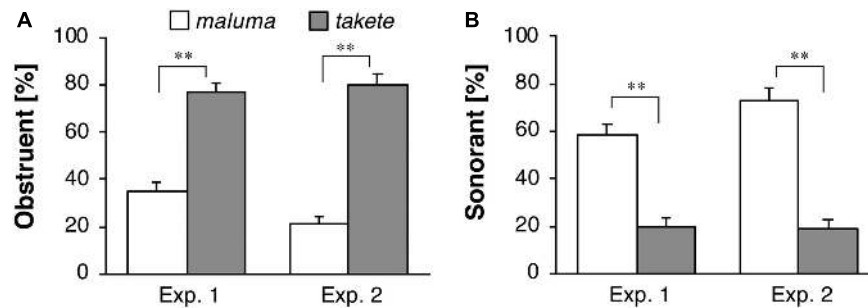 A
maluma takete
Obstruent [%]
100
80
60
40
20
0
**
**
Exp. 1 Exp. 2
B
Sonorant [%]
100
80
60
40
20
0
**
**
Exp. 1 Exp. 2